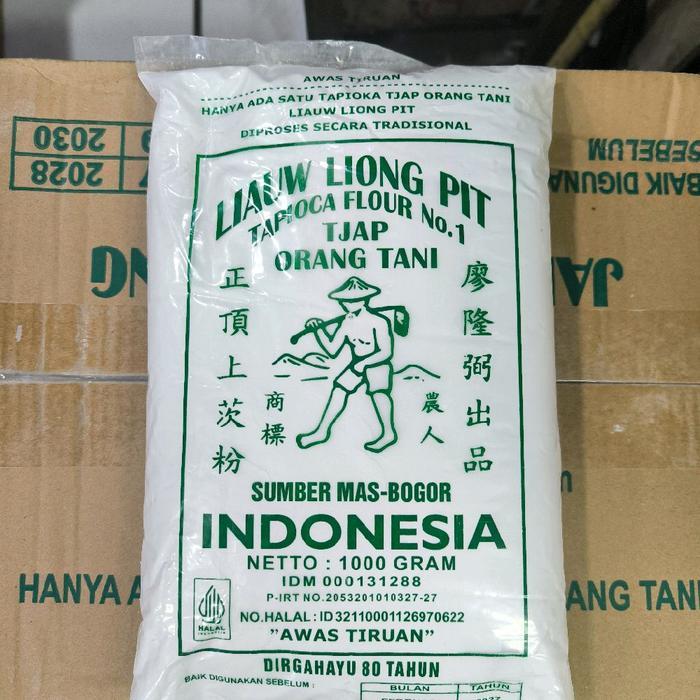 AWAS TIRUAN
HANYA ADA SATU TAPIOKA TJAP ORANG TANI
LIAUW LIONG PIT
DIPROSES SECARA TRADISIONAL
LIAUW LIONG PIT
TAPIOCA FLOUR No.1
TJAP
ORANG TANI
正頂上茨粉
商標
農人
廖隆弼出品
SUMBER MAS-BOGOR
INDONESIA
NETTO : 1000 GRAM
IDM 000131288
P-IRT NO.2053201010327-27
HALAL
INDONESIA
NO.HALAL : ID32110001126970622
"AWAS TIRUAN"
DIRGAHAYU 80 TAHUN
BAIK DIGUNAKAN SEBELUM :
BULAN
TAHUN
2030
2028
SEBELUM
BAIK DIGUNA
HANYA A
ANG TANI